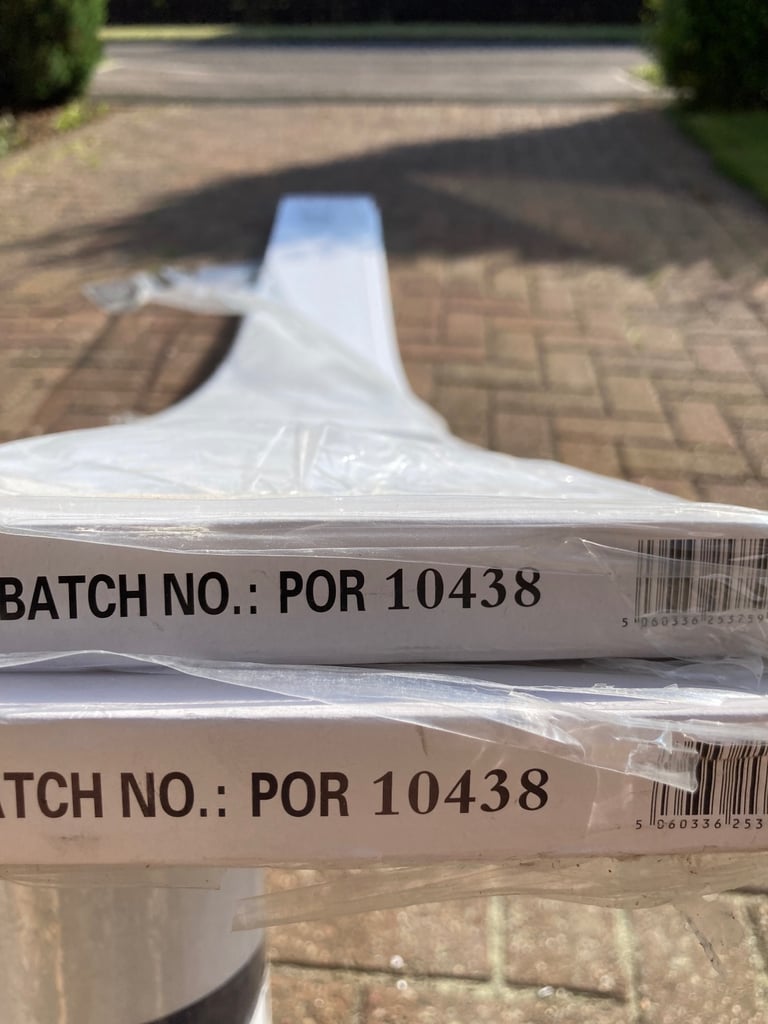 BATCH NO.: POR 10438
5 060336 253259
ATCH NO.: POR 10438
5 060336 253